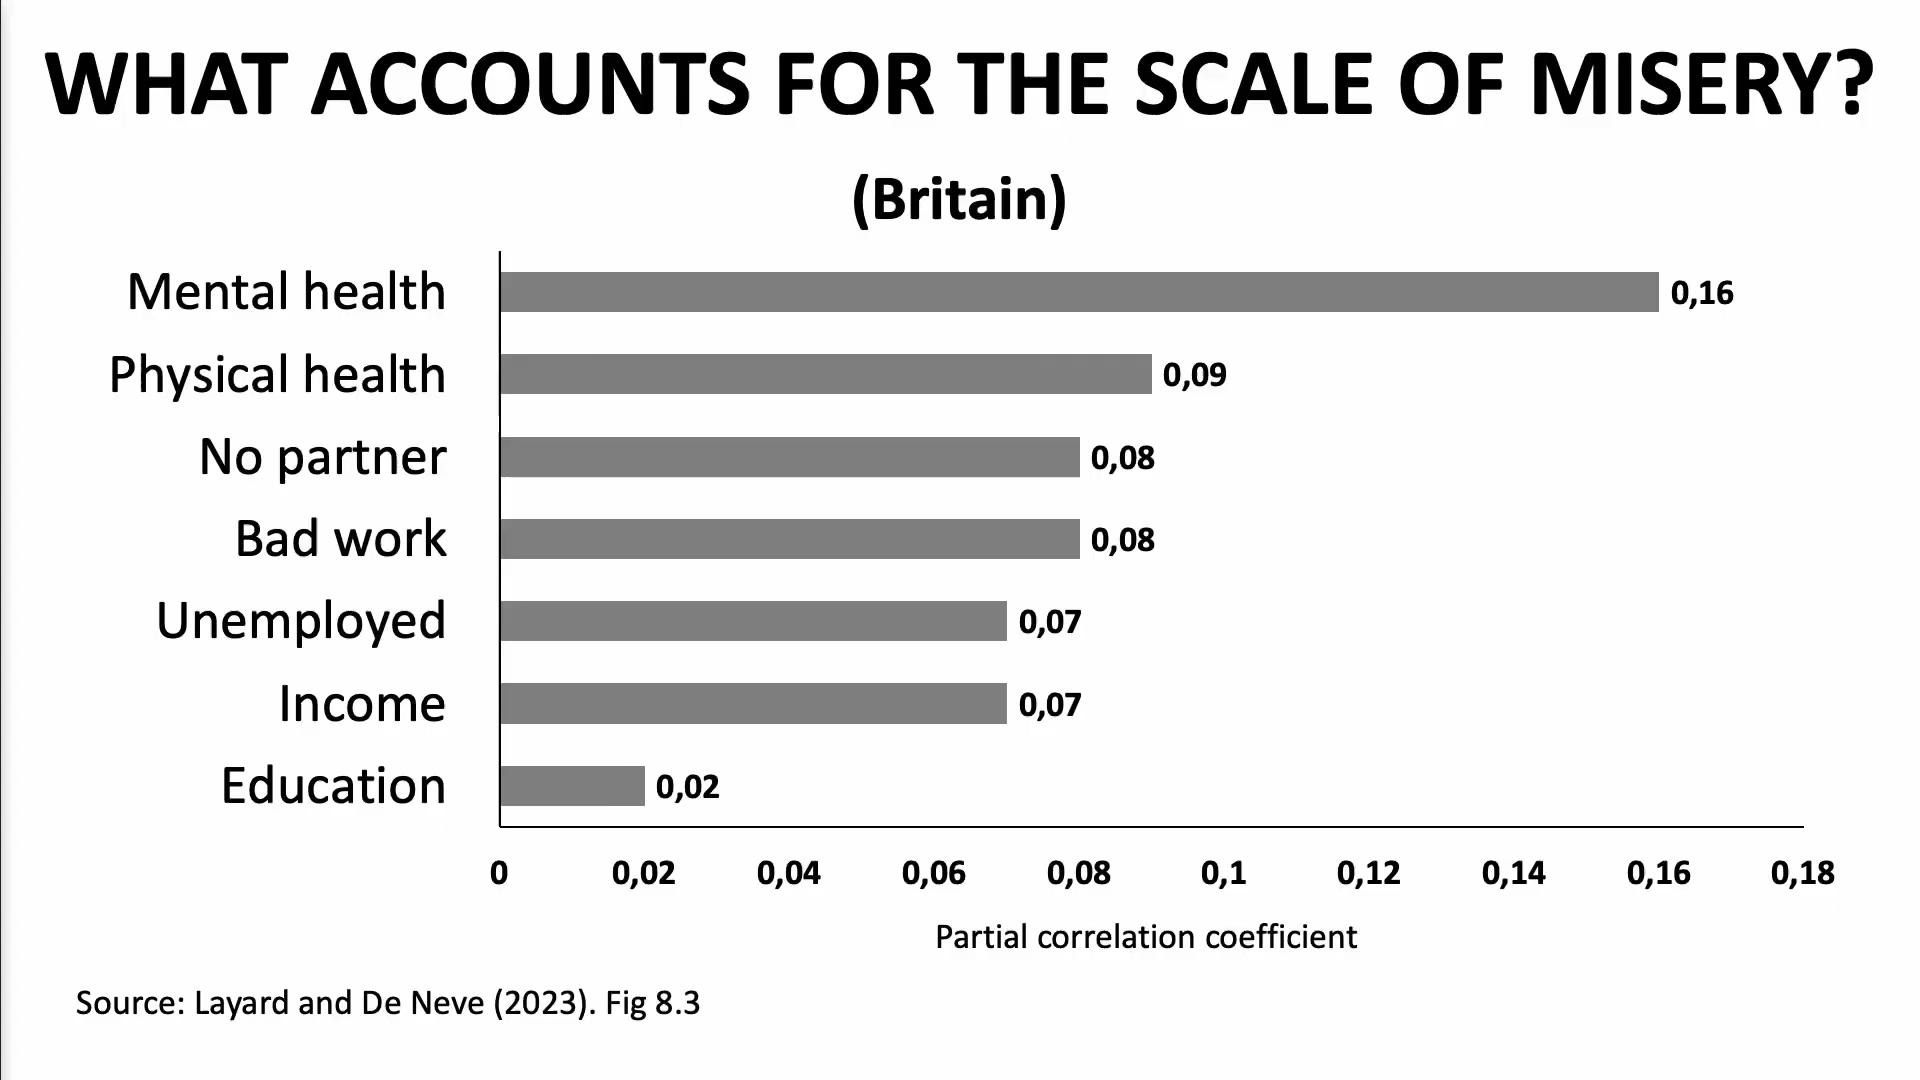 WHAT ACCOUNTS FOR THE SCALE OF MISERY?
(Britain)
Mental health 0,16
Physical health 0,09
No partner 0,08
Bad work 0,08
Unemployed 0,07
Income 0,07
Education 0,02
0 0,02 0,04 0,06 0,08 0,1 0,12 0,14 0,16 0,18
Partial correlation coefficient
Source: Layard and De Neve (2023). Fig 8.3